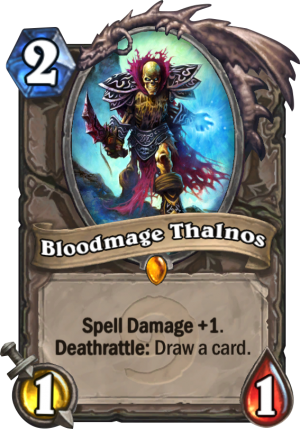 2
Bloodmage Thalnos
Spell Damage +1.
Deathrattle: Draw a card.
1
1